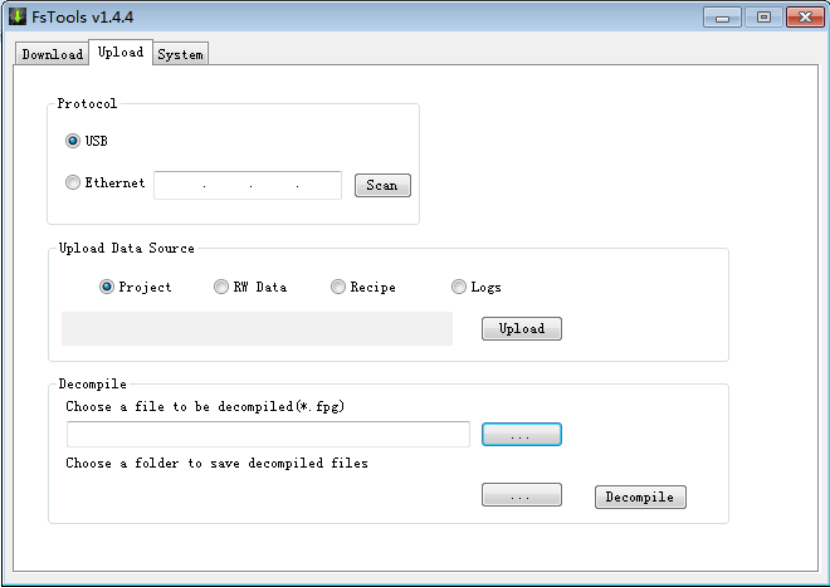 FsTools v1.4.4
Download Upload System
Protocol
USB
Ethernet . . . Scan
Upload Data Source
Project RW Data Recipe Logs
Upload
Decompile
Choose a file to be decompiled(*.fpg)
...
Choose a folder to save decompiled files
... Decompile